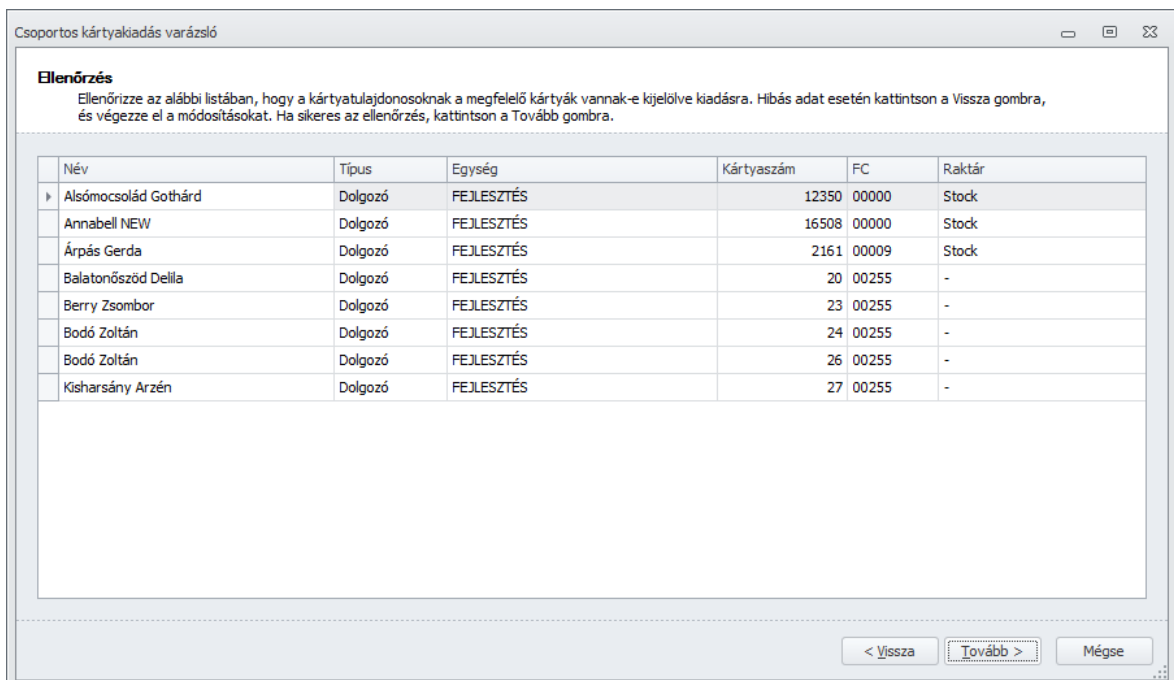 Csoportos kártyakiadás varázsló
Ellenőrzés
Ellenőrizze az alábbi listában, hogy a kártyatulajdonosoknak a megfelelő kártyák vannak-e kijelölve kiadásra. Hibás adat esetén kattintson a Vissza gombra,
és végezze el a módosításokat. Ha sikeres az ellenőrzés, kattintson a Tovább gombra.
Név Típus Egység Kártyaszám FC Raktár
Alsómocsolád Gothárd Dolgozó FEJLESZTÉS 12350 00000 Stock
Annabell NEW Dolgozó FEJLESZTÉS 16508 00000 Stock
Árpás Gerda Dolgozó FEJLESZTÉS 2161 00009 Stock
Balatonőszöd Delila Dolgozó FEJLESZTÉS 20 00255 -
Berry Zsombor Dolgozó FEJLESZTÉS 23 00255 -
Bodó Zoltán Dolgozó FEJLESZTÉS 24 00255 -
Bodó Zoltán Dolgozó FEJLESZTÉS 26 00255 -
Kisharsány Arzén Dolgozó FEJLESZTÉS 27 00255 -
< Vissza Tovább > Mégse